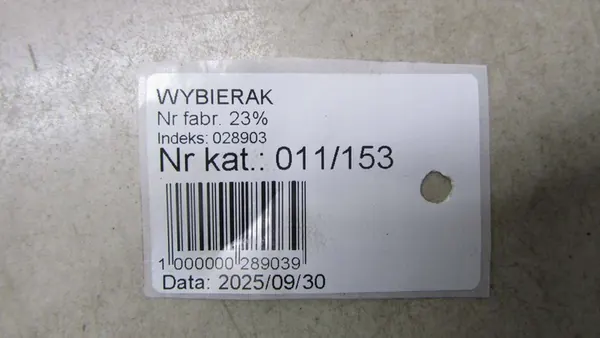 WYBIERAK
Nr fabr. 23%
Indeks: 028903
Nr kat.: 011/153
1 000000 289039
Data: 2025/09/30